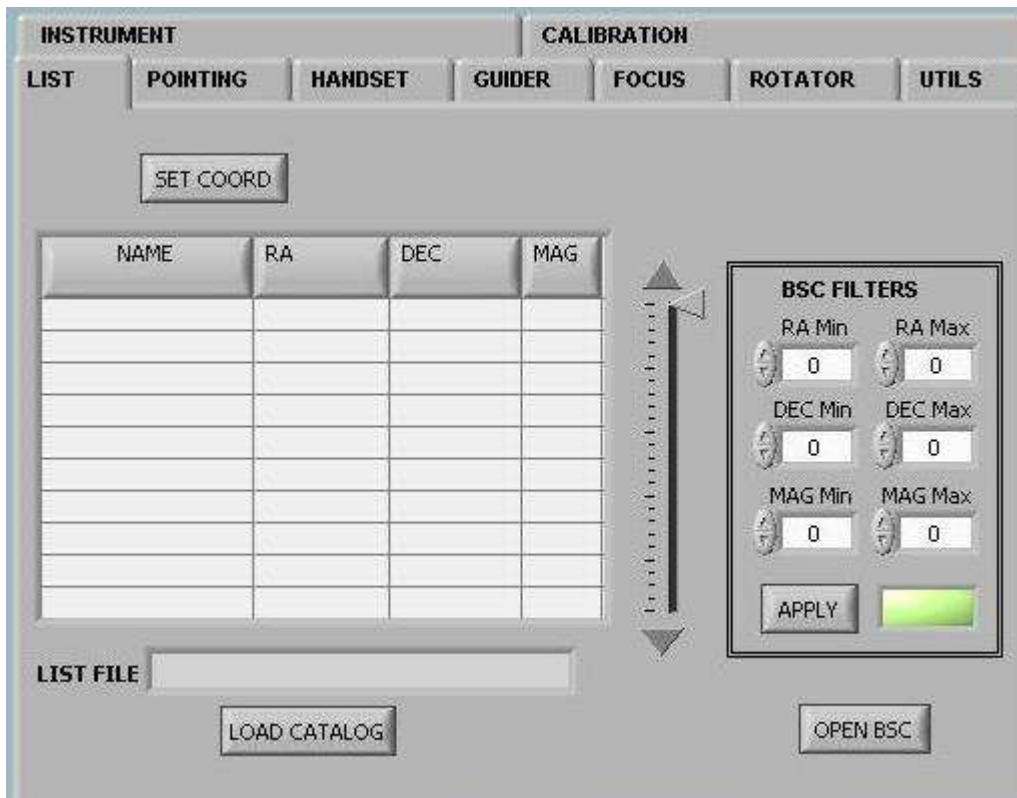 INSTRUMENT CALIBRATION
LIST POINTING HANDSET GUIDER FOCUS ROTATOR UTILS
SET COORD
NAME RA DEC MAG
BSC FILTERS
RA Min RA Max
0 0
DEC Min DEC Max
0 0
MAG Min MAG Max
0 0
APPLY
LIST FILE
LOAD CATALOG
OPEN BSC